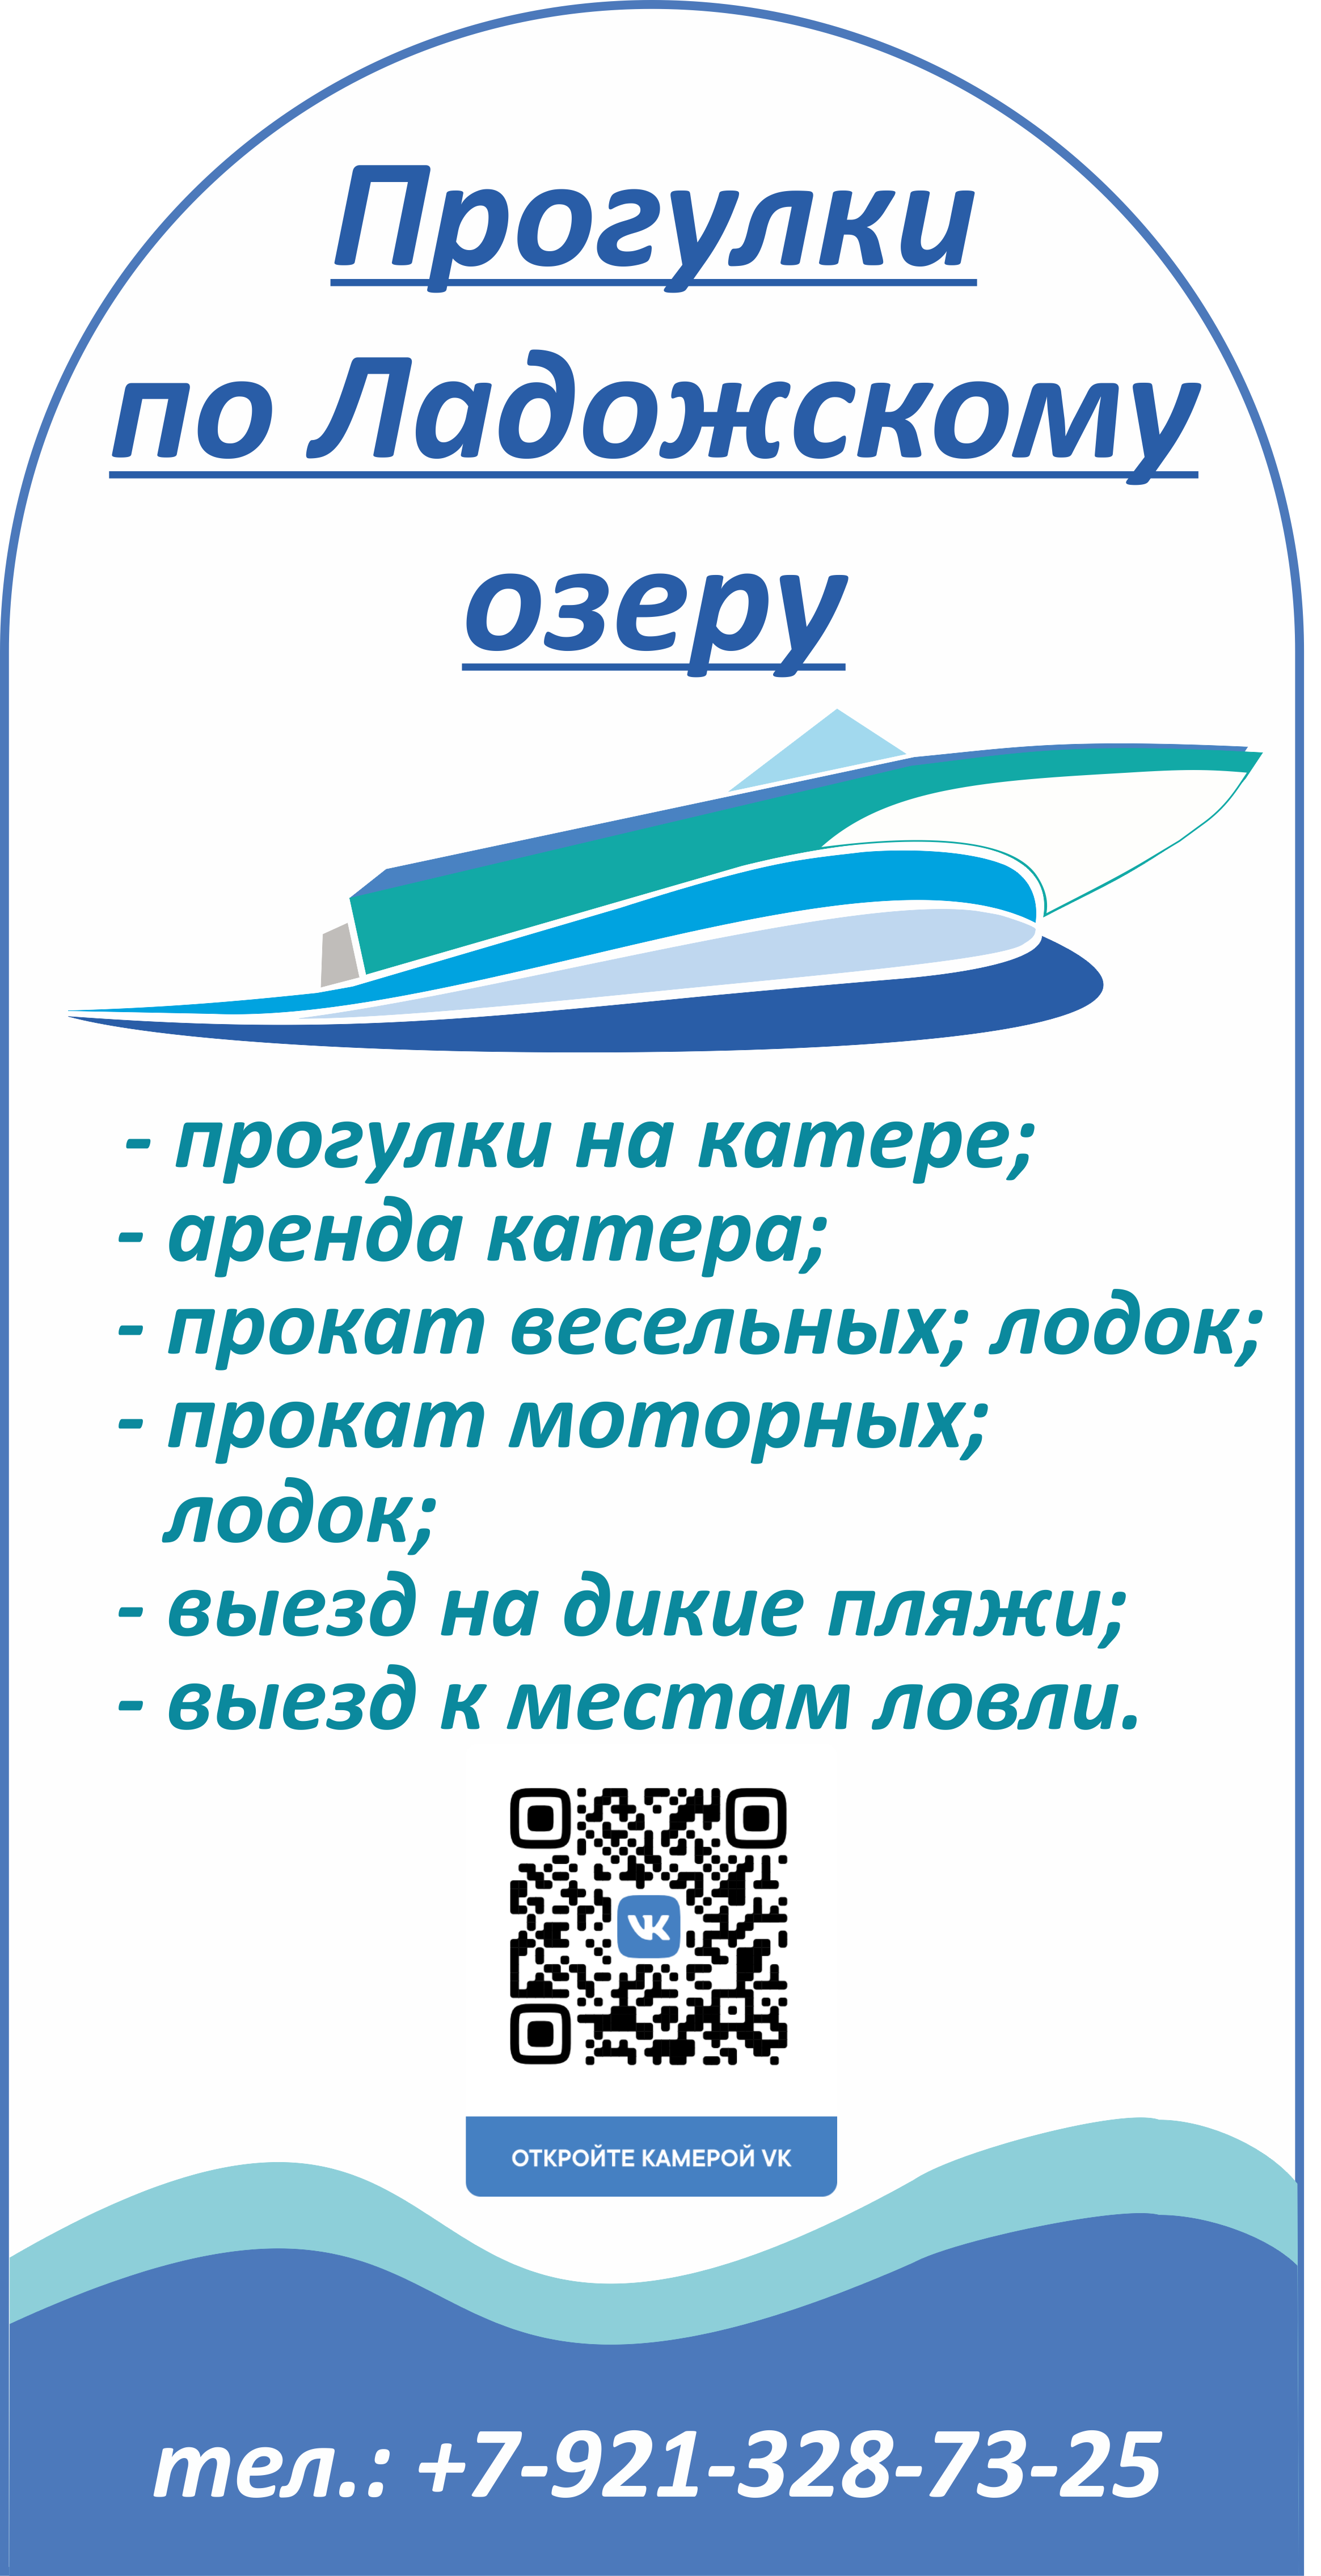 Прогулки
по Ладожскому
озеру
- прогулки на катере;
- аренда катера;
- прокат весельных; лодок;
- прокат моторных;
лодок;
- выезд на дикие пляжи;
- выезд к местам ловли.
VK
ОТКРОЙТЕ КАМЕРОЙ VK
тел.: +7-921-328-73-25